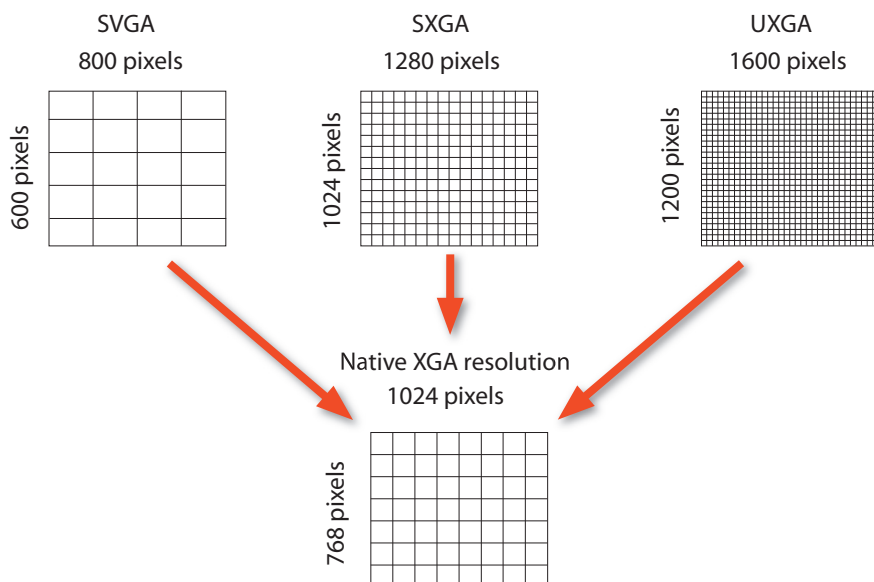 SVGA
800 pixels
600 pixels
SXGA
1280 pixels
1024 pixels
UXGA
1600 pixels
1200 pixels
Native XGA resolution
1024 pixels
768 pixels